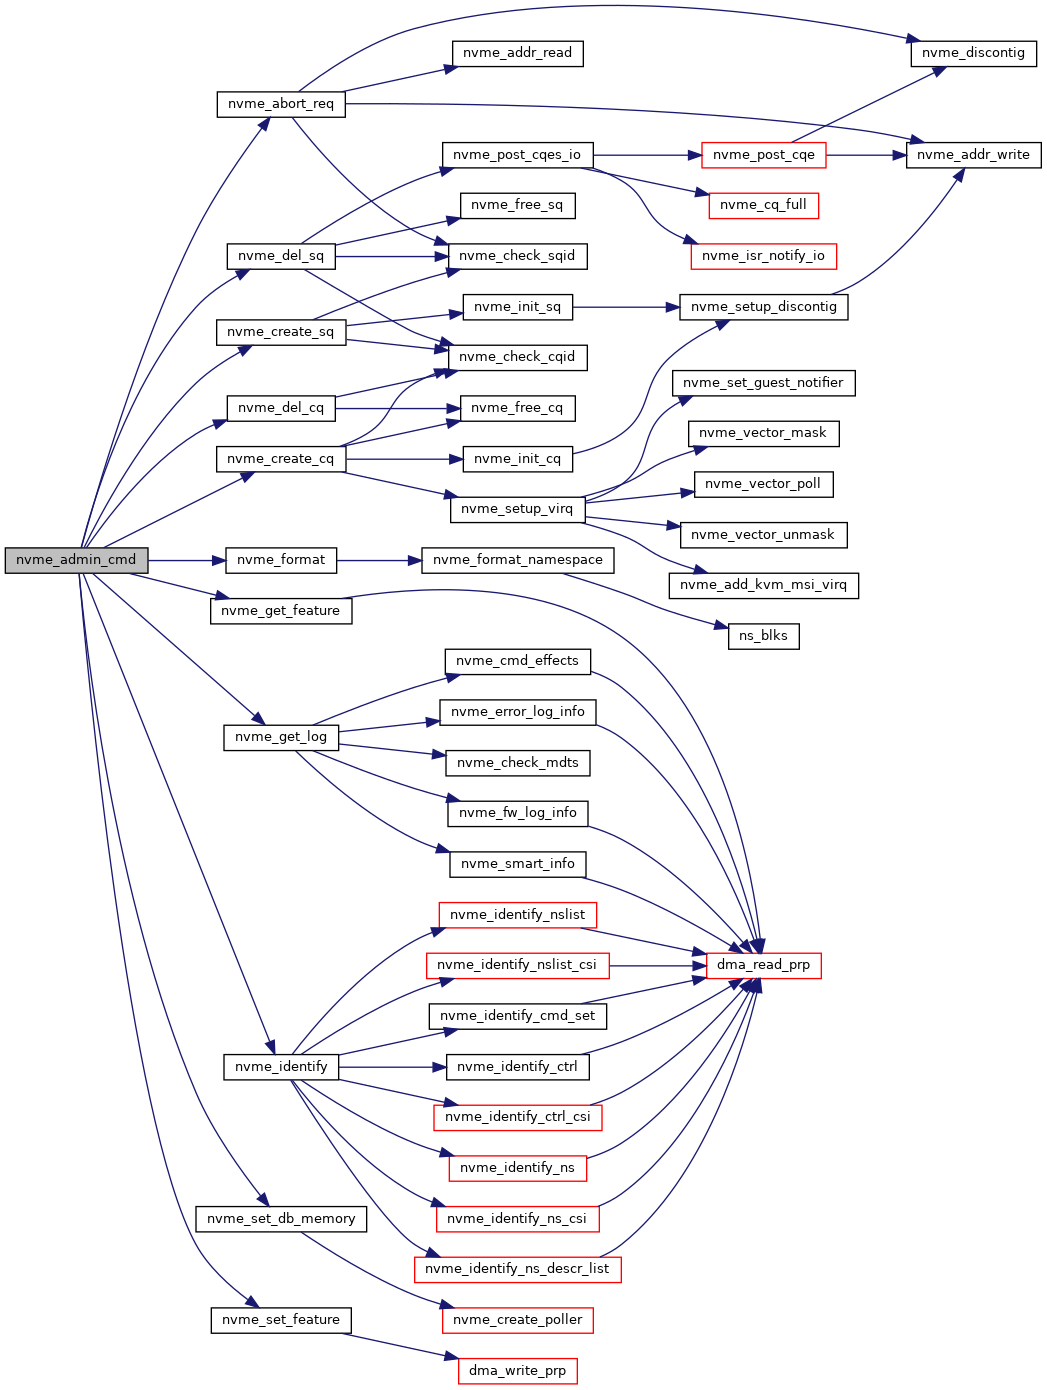 nvme_admin_cmd
nvme_abort_req
nvme_addr_read
nvme_discontig
nvme_addr_write
nvme_post_cqes_io
nvme_post_cqe
nvme_cq_full
nvme_isr_notify_io
nvme_free_sq
nvme_del_sq
nvme_check_sqid
nvme_create_sq
nvme_init_sq
nvme_setup_discontig
nvme_check_cqid
nvme_del_cq
nvme_free_cq
nvme_create_cq
nvme_init_cq
nvme_setup_virq
nvme_set_guest_notifier
nvme_vector_mask
nvme_vector_poll
nvme_vector_unmask
nvme_add_kvm_msi_virq
nvme_format
nvme_format_namespace
ns_blks
nvme_get_feature
nvme_get_log
nvme_cmd_effects
nvme_error_log_info
nvme_check_mdts
nvme_fw_log_info
nvme_smart_info
nvme_identify
nvme_identify_nslist
nvme_identify_nslist_csi
dma_read_prp
nvme_identify_cmd_set
nvme_identify_ctrl
nvme_identify_ctrl_csi
nvme_identify_ns
nvme_identify_ns_csi
nvme_identify_ns_descr_list
nvme_set_db_memory
nvme_create_poller
nvme_set_feature
dma_write_prp